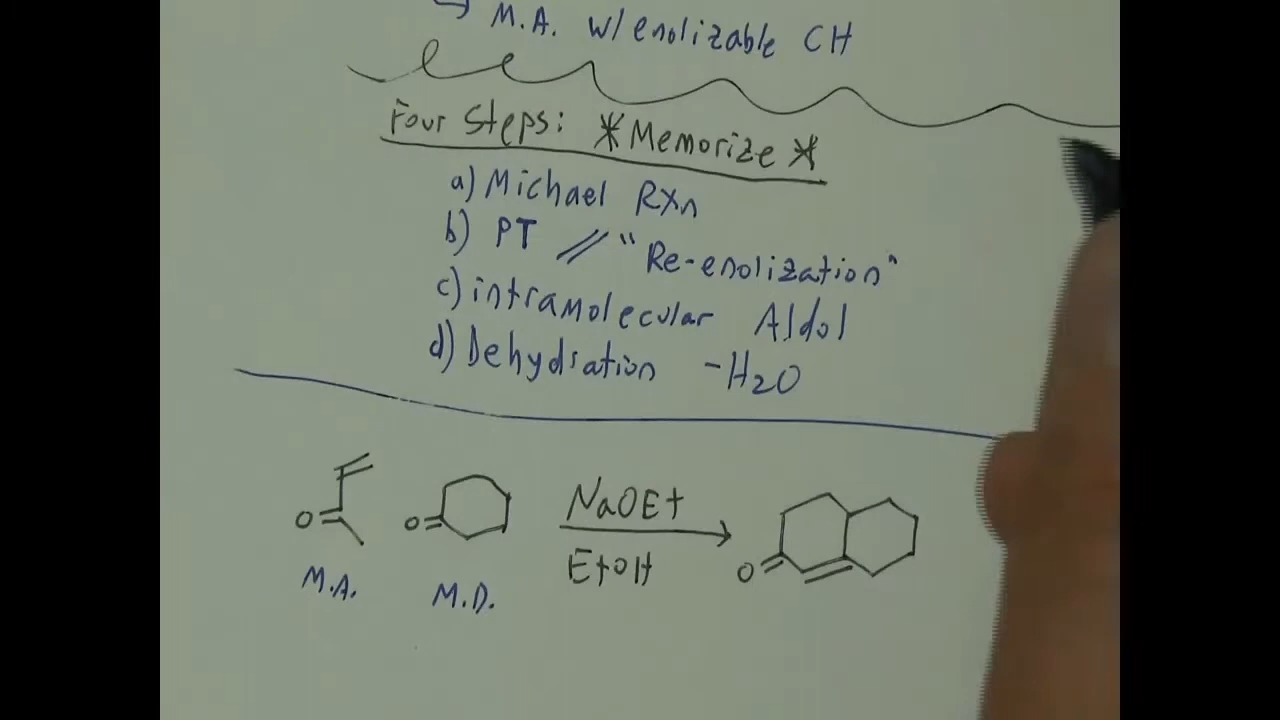 → M.A. w/enolizable CH
Four Steps: *Memorize *
a) Michael Rxn
b) PT // "Re-enolization"
c) intramolecular Aldol
d) Dehydration -H2O
O O NaOEt
EtOH O
M.A. M.D.